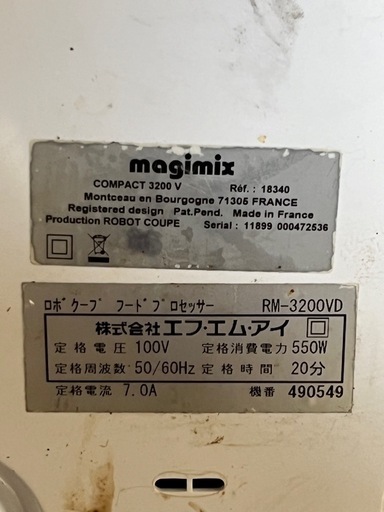 magimix
COMPACT 3200 V Réf. : 18340
Montceau en Bourgogne 71305 FRANCE
Registered design Pat.Pend. Made in France
Production ROBOT COUPE Serial : 11899 000472536
ロボクープ フードプロセッサー RM-3200VD
株式会社エフ・エム・アイ
定格電圧 100V 定格消費電力 550W
定格周波数 50/60Hz 定格時間 20分
定格電流 7.0A 機番 490549